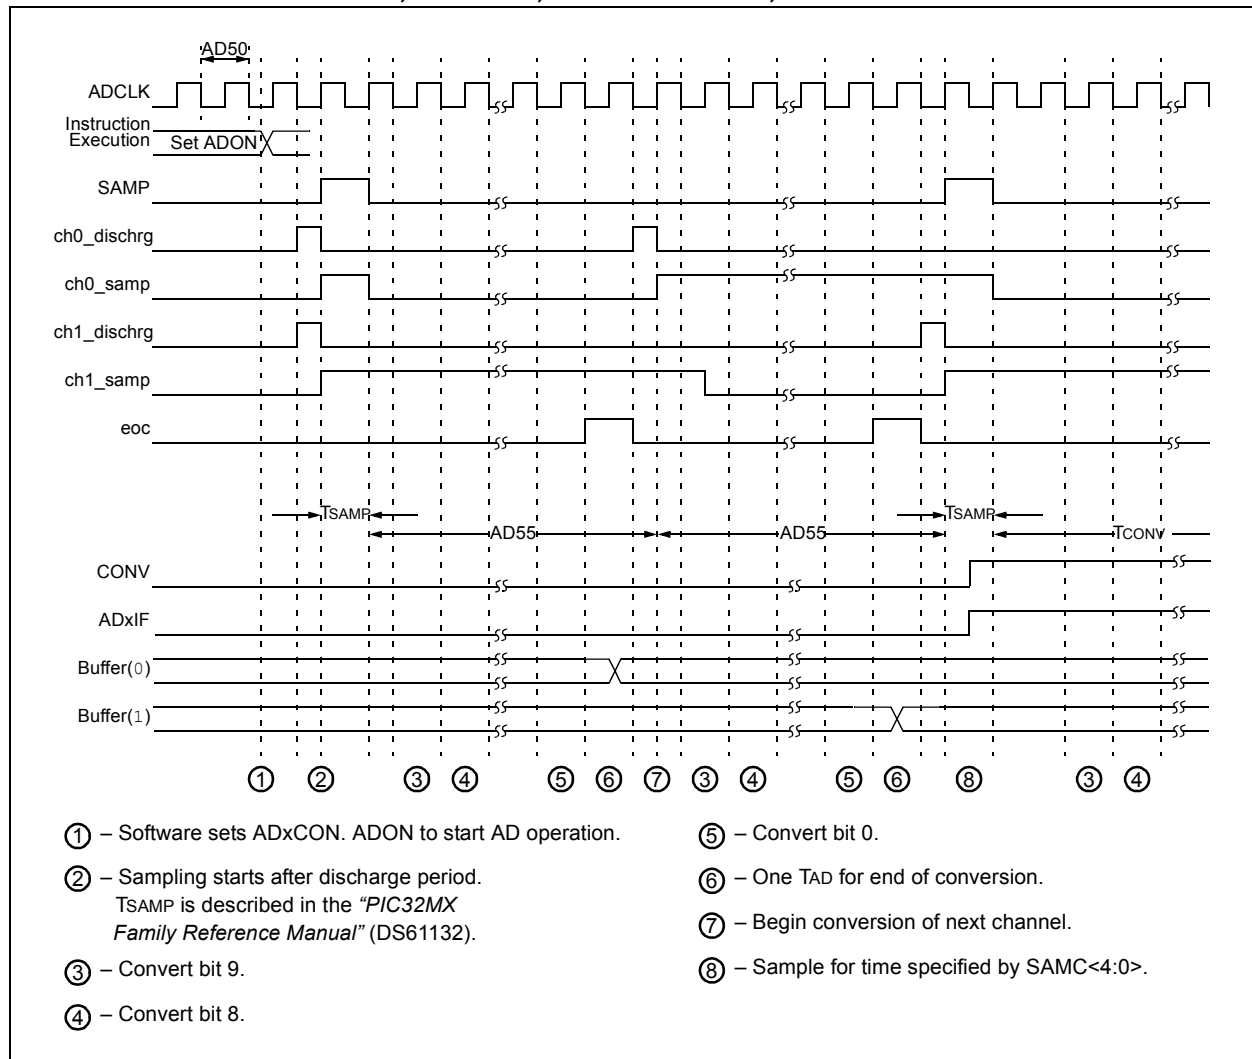 AD50
ADCLK
Instruction
Execution
Set ADON
SAMP
ch0_dischrg
ch0_samp
ch1_dischrg
ch1_samp
eoc
TSAMP
TSAMP
AD55
AD55
TCONV
CONV
ADxIF
Buffer(0)
Buffer(1)
1 2 3 4 5 6 7 3 4 5 6 8 3 4
1 – Software sets ADxCON. ADON to start AD operation.
2 – Sampling starts after discharge period.
TSAMP is described in the "PIC32MX
Family Reference Manual" (DS61132).
3 – Convert bit 9.
4 – Convert bit 8.
5 – Convert bit 0.
6 – One TAD for end of conversion.
7 – Begin conversion of next channel.
8 – Sample for time specified by SAMC<4:0>.